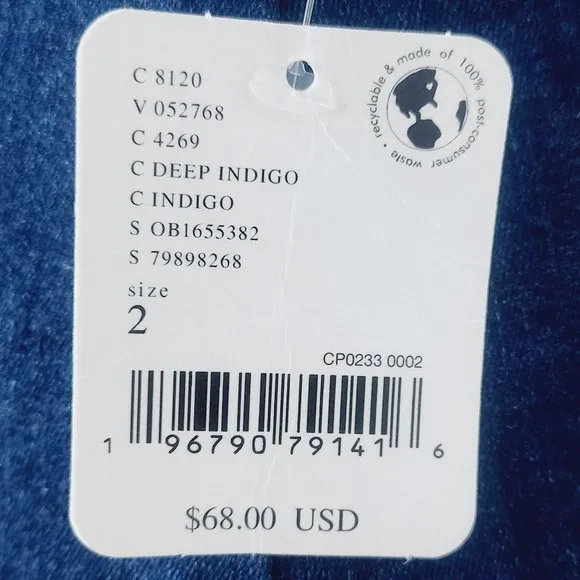 C 8120
V 052768
C 4269
C DEEP INDIGO
C INDIGO
S OB1655382
S 79898268
size
2
recyclable & made of 100% post-consumer waste •
CP0233 0002
1 96790 79141 6
$68.00 USD